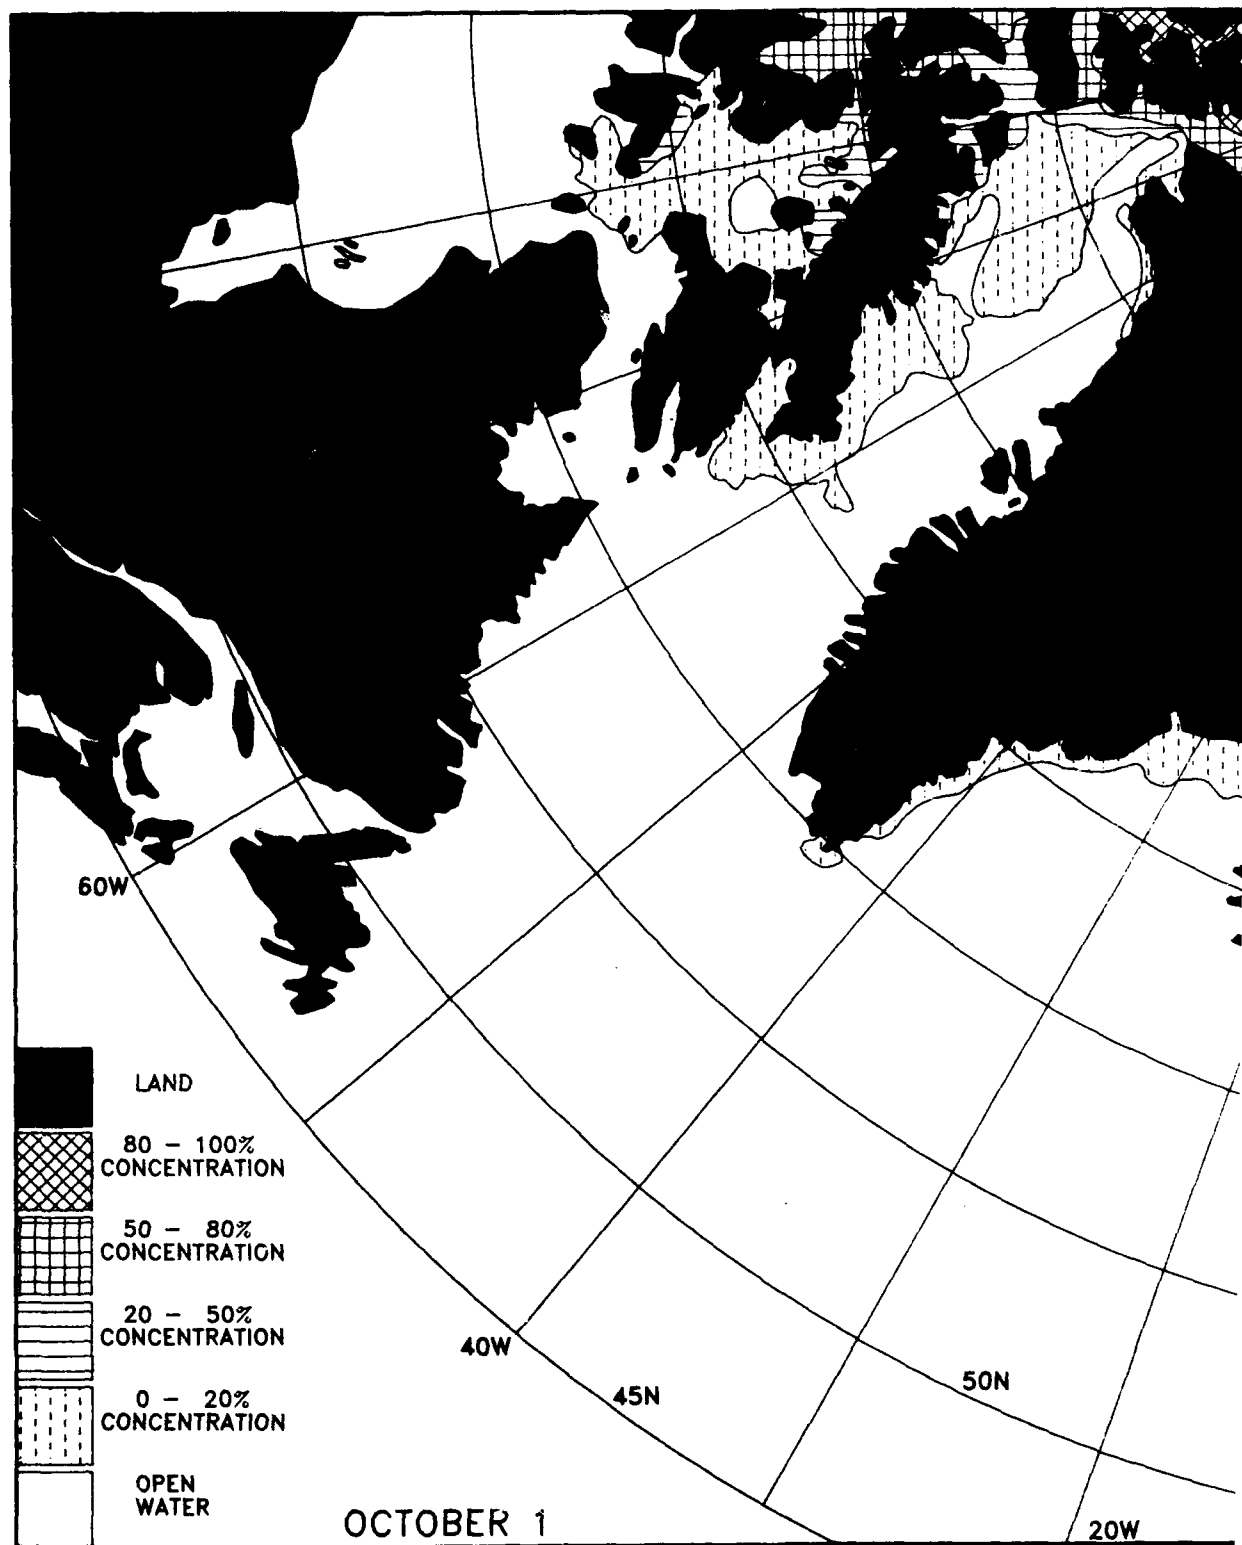 60W
LAND
80 - 100%
CONCENTRATION
50 - 80%
CONCENTRATION
20 - 50%
CONCENTRATION
0 - 20%
CONCENTRATION
OPEN
WATER
40W
45N
50N
20W
OCTOBER 1